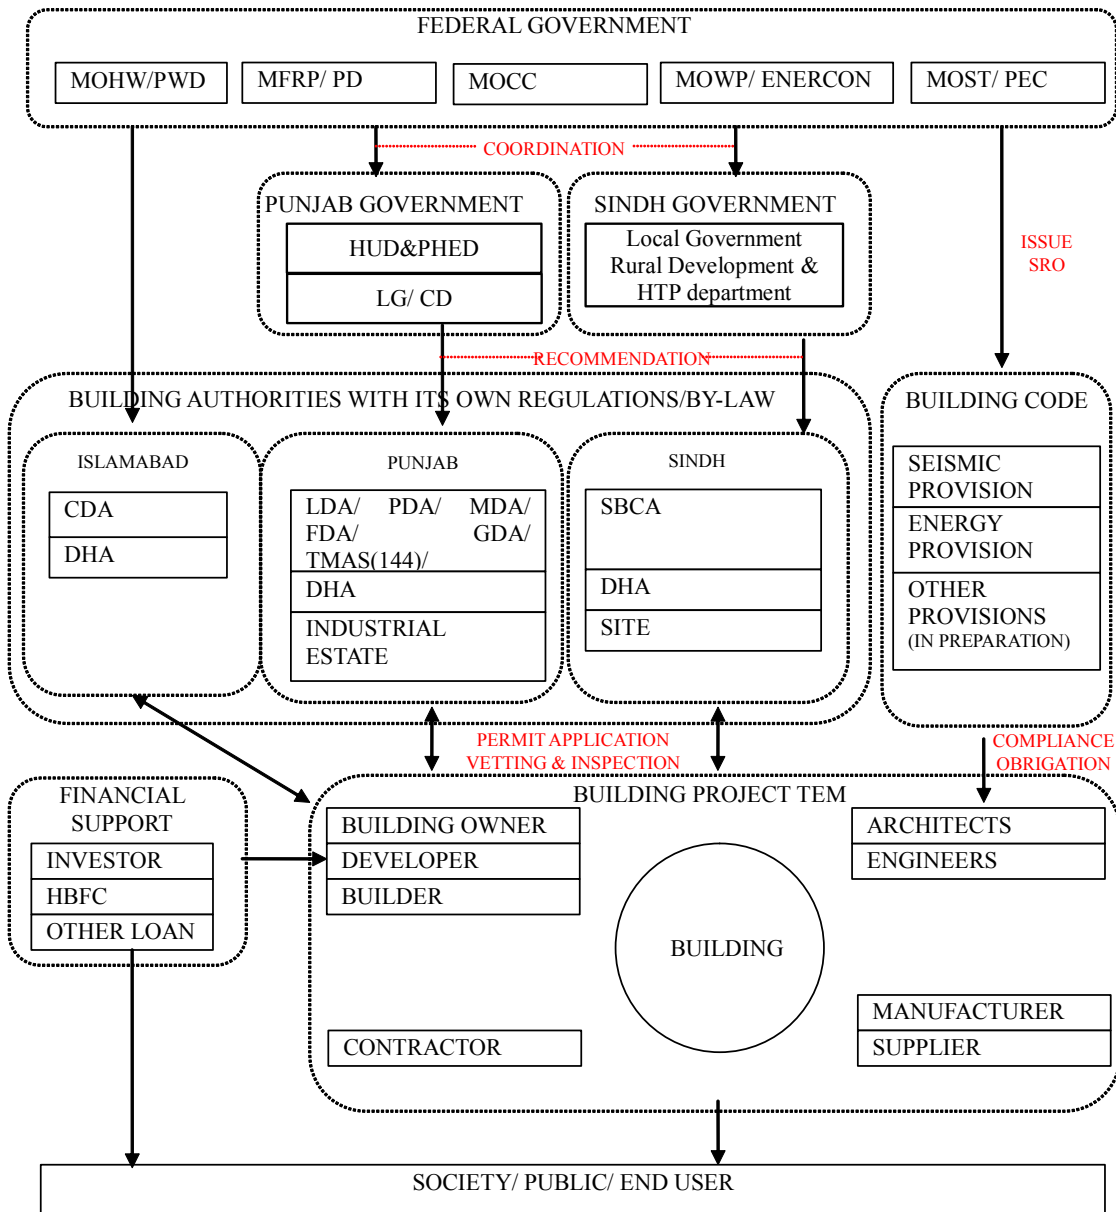 FEDERAL GOVERNMENT
MOHW/PWD
MFRP/ PD
MOCC
MOWP/ ENERCON
MOST/ PEC
COORDINATION
PUNJAB GOVERNMENT
HUD&PHED
LG/ CD
SINDH GOVERNMENT
Local Government
Rural Development &
HTP department
ISSUE
SRO
RECOMMENDATION
BUILDING AUTHORITIES WITH ITS OWN REGULATIONS/BY-LAW
ISLAMABAD
CDA
DHA
PUNJAB
LDA/ PDA/ MDA/
FDA/ GDA/
TMAS(144)/
DHA
INDUSTRIAL
ESTATE
SINDH
SBCA
DHA
SITE
BUILDING CODE
SEISMIC
PROVISION
ENERGY
PROVISION
OTHER
PROVISIONS
(IN PREPARATION)
PERMIT APPLICATION
VETTING & INSPECTION
COMPLIANCE
OBRIGATION
FINANCIAL
SUPPORT
INVESTOR
HBFC
OTHER LOAN
BUILDING PROJECT TEM
BUILDING OWNER
DEVELOPER
BUILDER
ARCHITECTS
ENGINEERS
BUILDING
CONTRACTOR
MANUFACTURER
SUPPLIER
SOCIETY/ PUBLIC/ END USER